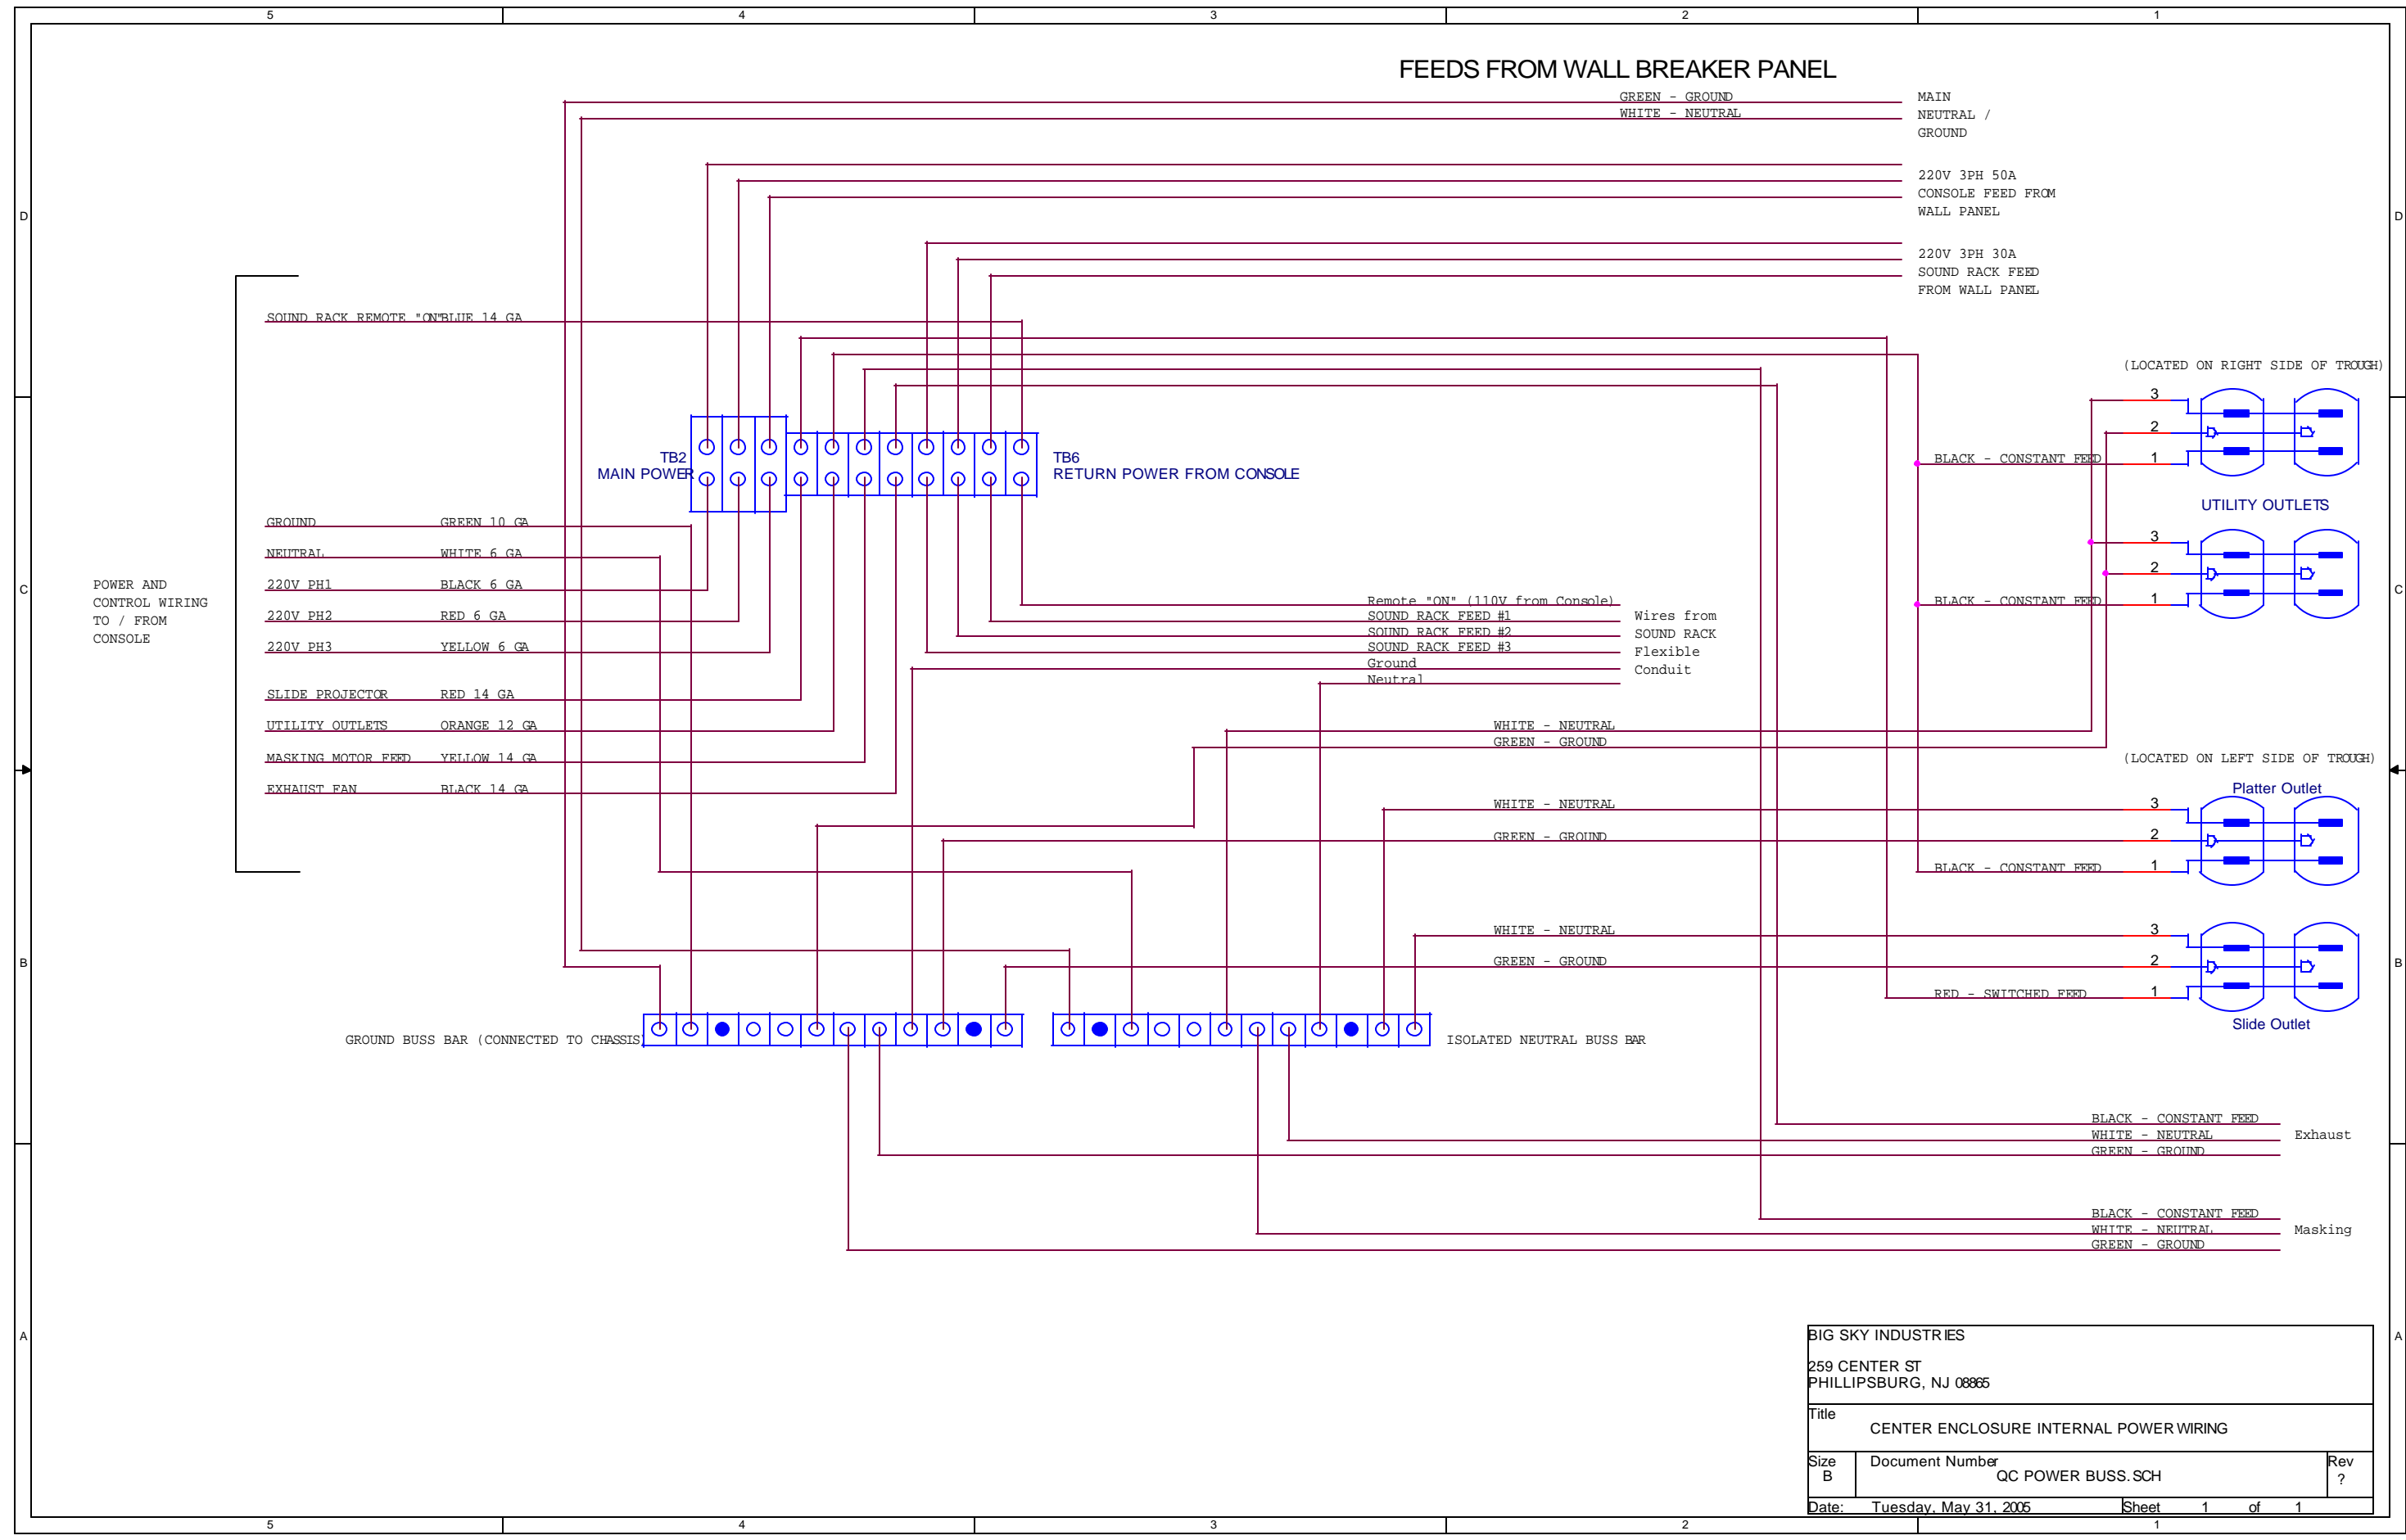 5 4 3 2 1
FEEDS FROM WALL BREAKER PANEL
GREEN - GROUND
WHITE - NEUTRAL
MAIN
NEUTRAL /
GROUND
220V 3PH 50A
CONSOLE FEED FROM
WALL PANEL
D D
220V 3PH 30A
SOUND RACK FEED
FROM WALL PANEL
SOUND RACK REMOTE "ON" BLUE 14 GA
(LOCATED ON RIGHT SIDE OF TROUGH)
3
2
BLACK - CONSTANT FEED 1
TB2
MAIN POWER
TB6
RETURN POWER FROM CONSOLE
UTILITY OUTLETS
3
2
BLACK - CONSTANT FEED 1
GROUND GREEN 10 GA
NEUTRAL WHITE 6 GA
220V PH1 BLACK 6 GA
220V PH2 RED 6 GA
220V PH3 YELLOW 6 GA
SLIDE PROJECTOR RED 14 GA
UTILITY OUTLETS ORANGE 12 GA
MASKING MOTOR FEED YELLOW 14 GA
EXHAUST FAN BLACK 14 GA
C C
POWER AND
CONTROL WIRING
TO / FROM
CONSOLE
Remote "ON" (110V from Console)
SOUND RACK FEED #1
SOUND RACK FEED #2
SOUND RACK FEED #3
Ground
Neutral
Wires from
SOUND RACK
Flexible
Conduit
WHITE - NEUTRAL
GREEN - GROUND
(LOCATED ON LEFT SIDE OF TROUGH)
Platter Outlet
WHITE - NEUTRAL 3
GREEN - GROUND 2
BLACK - CONSTANT FEED 1
WHITE - NEUTRAL 3
GREEN - GROUND 2
RED - SWITCHED FEED 1
Slide Outlet
B B
GROUND BUSS BAR (CONNECTED TO CHASSIS)
ISOLATED NEUTRAL BUSS BAR
BLACK - CONSTANT FEED
WHITE - NEUTRAL
GREEN - GROUND
Exhaust
BLACK - CONSTANT FEED
WHITE - NEUTRAL
GREEN - GROUND
Masking
A A
BIG SKY INDUSTRIES
259 CENTER ST
PHILLIPSBURG, NJ 08865
Title
CENTER ENCLOSURE INTERNAL POWER WIRING
Size
B
Document Number
QC POWER BUSS.SCH
Rev
?
Date: Tuesday, May 31, 2005 Sheet 1 of 1
5 4 3 2 1